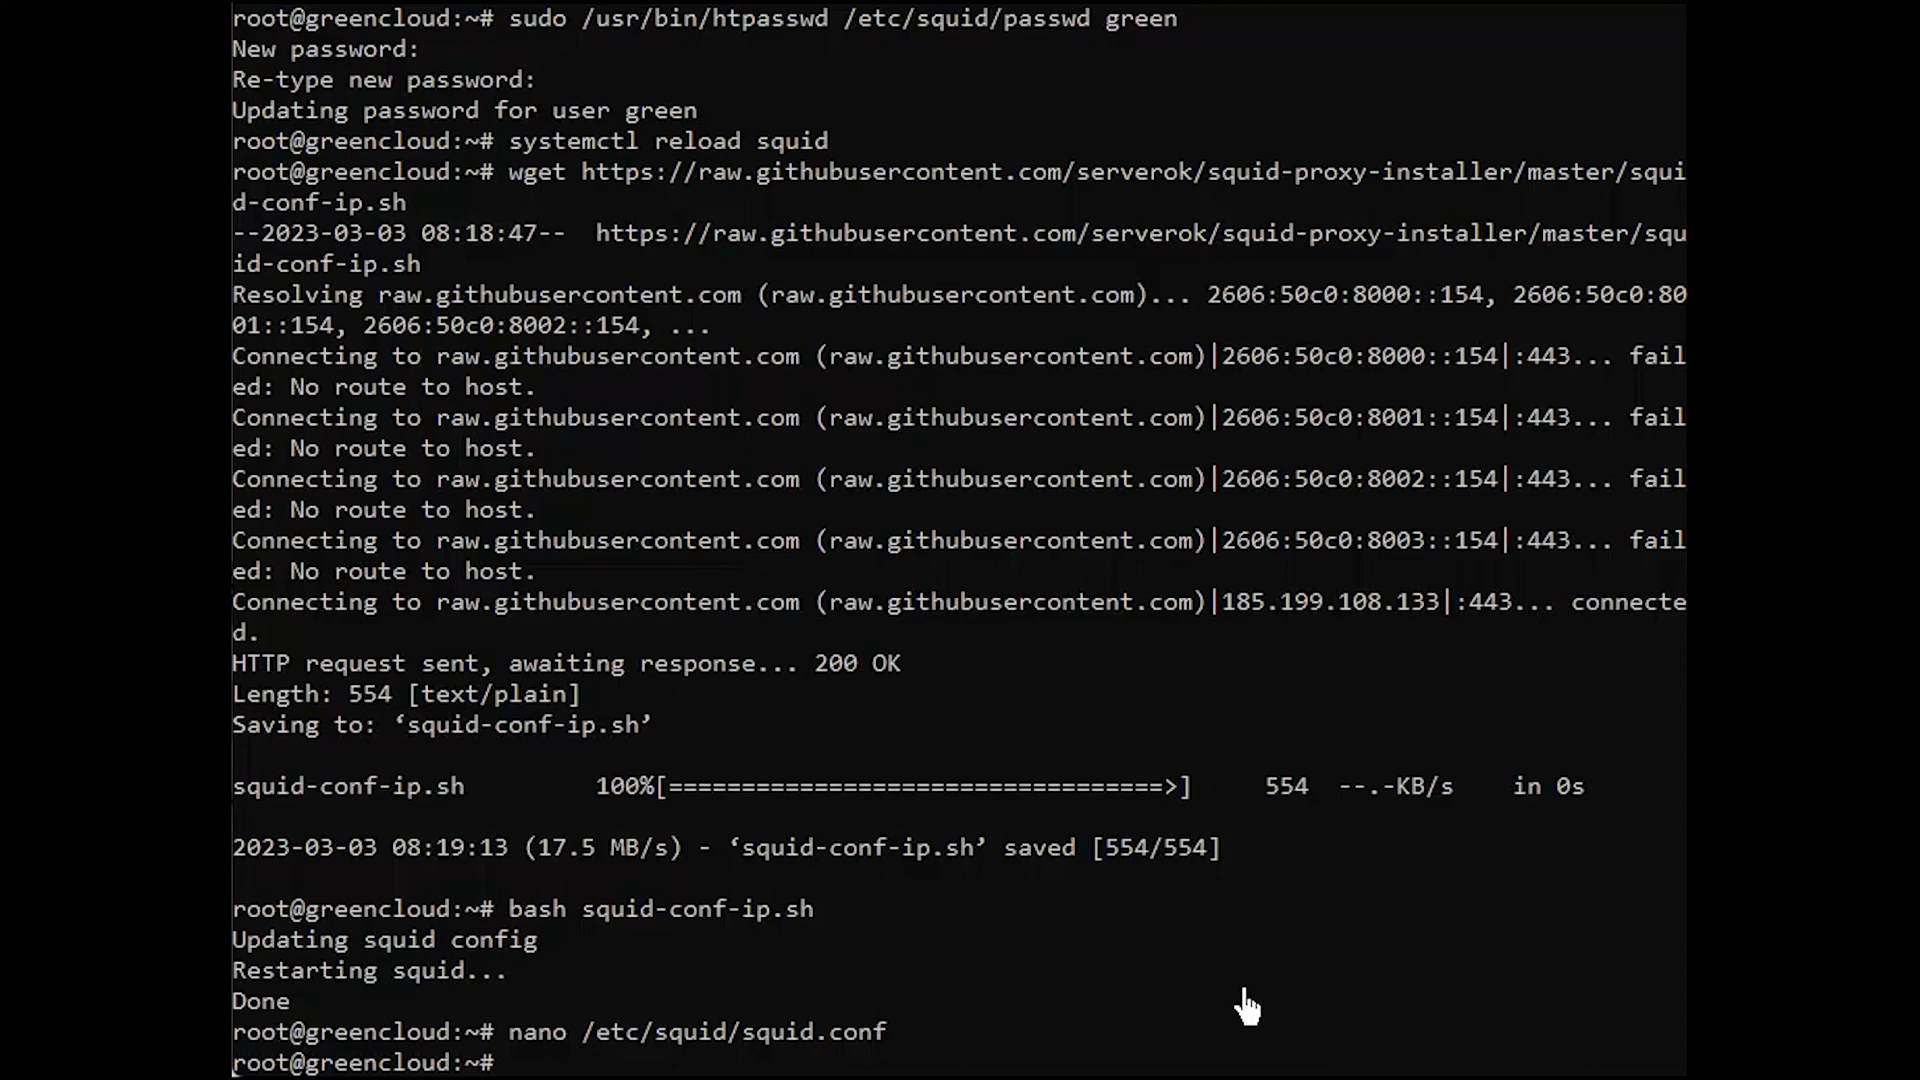 root@greencloud:~# sudo /usr/bin/htpasswd /etc/squid/passwd green
New password:
Re-type new password:
Updating password for user green
root@greencloud:~# systemctl reload squid
root@greencloud:~# wget https://raw.githubusercontent.com/serverok/squid-proxy-installer/master/squi
d-conf-ip.sh
--2023-03-03 08:18:47--  https://raw.githubusercontent.com/serverok/squid-proxy-installer/master/squ
id-conf-ip.sh
Resolving raw.githubusercontent.com (raw.githubusercontent.com)... 2606:50c0:8000::154, 2606:50c0:80
01::154, 2606:50c0:8002::154, ...
Connecting to raw.githubusercontent.com (raw.githubusercontent.com)|2606:50c0:8000::154|:443... fail
ed: No route to host.
Connecting to raw.githubusercontent.com (raw.githubusercontent.com)|2606:50c0:8001::154|:443... fail
ed: No route to host.
Connecting to raw.githubusercontent.com (raw.githubusercontent.com)|2606:50c0:8002::154|:443... fail
ed: No route to host.
Connecting to raw.githubusercontent.com (raw.githubusercontent.com)|2606:50c0:8003::154|:443... fail
ed: No route to host.
Connecting to raw.githubusercontent.com (raw.githubusercontent.com)|185.199.108.133|:443... connecte
d.
HTTP request sent, awaiting response... 200 OK
Length: 554 [text/plain]
Saving to: ‘squid-conf-ip.sh’
squid-conf-ip.sh         100%[==================================>]     554  --.-KB/s    in 0s
2023-03-03 08:19:13 (17.5 MB/s) - ‘squid-conf-ip.sh’ saved [554/554]
root@greencloud:~# bash squid-conf-ip.sh
Updating squid config
Restarting squid...
Done
root@greencloud:~# nano /etc/squid/squid.conf
root@greencloud:~#